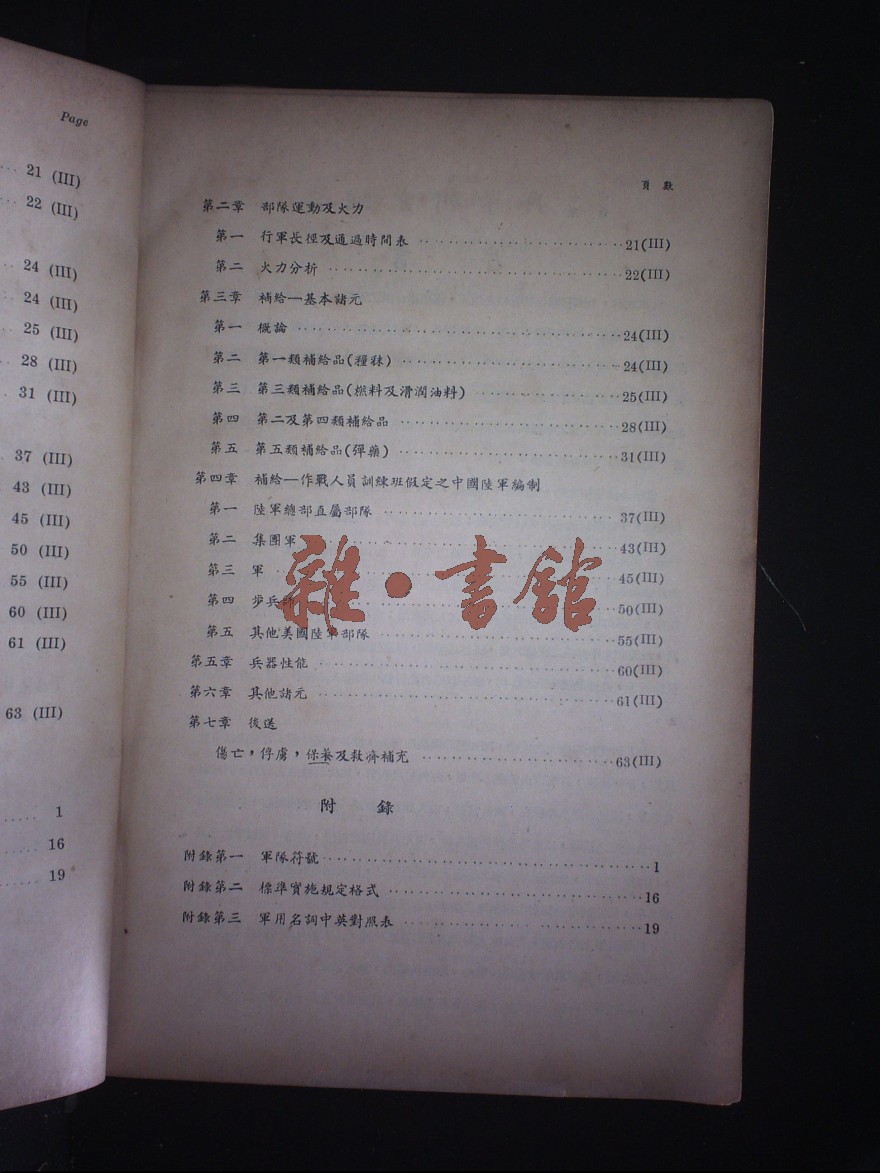 Page
21 (III)
22 (III)
24 (III)
24 (III)
25 (III)
28 (III)
31 (III)
37 (III)
43 (III)
45 (III)
50 (III)
55 (III)
60 (III)
61 (III)
63 (III)
1
16
19
頁數
第二章 部隊運動及火力
第一 行軍長徑及通過時間表 21(III)
第二 火力分析 22(III)
第三章 補給—基本諸元
第一 概論 24(III)
第二 第一類補給品(糧秣) 24(III)
第三 第三類補給品(燃料及滑潤油料) 25(III)
第四 第二及第四類補給品 28(III)
第五 第五類補給品(彈藥) 31(III)
第四章 補給—作戰人員訓練班假定之中國陸軍編制
第一 陸軍總部直屬部隊 37(III)
第二 集團軍 43(III)
第三 軍 45(III)
第四 步兵師 50(III)
第五 其他美國陸軍部隊 55(III)
第五章 兵器性能 60(III)
第六章 其他諸元 61(III)
第七章 後送
傷亡，俘虜，保養及救濟補充 63(III)
附 錄
附錄第一 軍隊符號 1
附錄第二 標準實施規定格式 16
附錄第三 軍用名詞中英對照表 19
雜·書舘